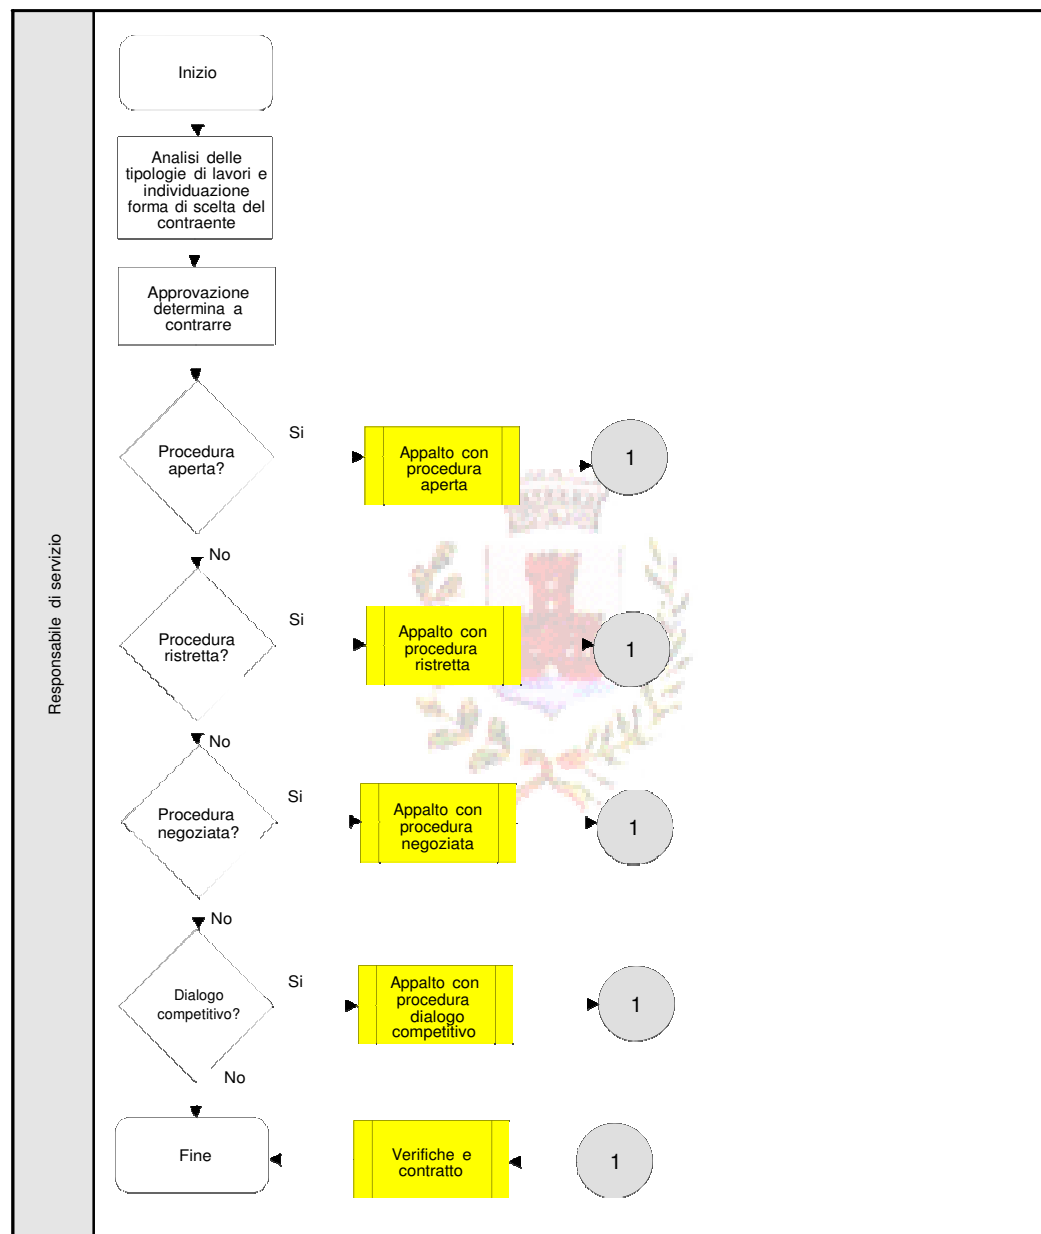 Responsabile di servizio
Inizio
Analisi delle
tipologie di lavori e
individuazione
forma di scelta del
contraente
Approvazione
determina a
contrarre
Procedura
aperta?
Si
Appalto con
procedura
aperta
1
No
Procedura
ristretta?
Si
Appalto con
procedura
ristretta
1
No
Procedura
negoziata?
Si
Appalto con
procedura
negoziata
1
No
Dialogo
competitivo?
Si
Appalto con
procedura
dialogo
competitivo
1
No
Fine
Verifiche e
contratto
1